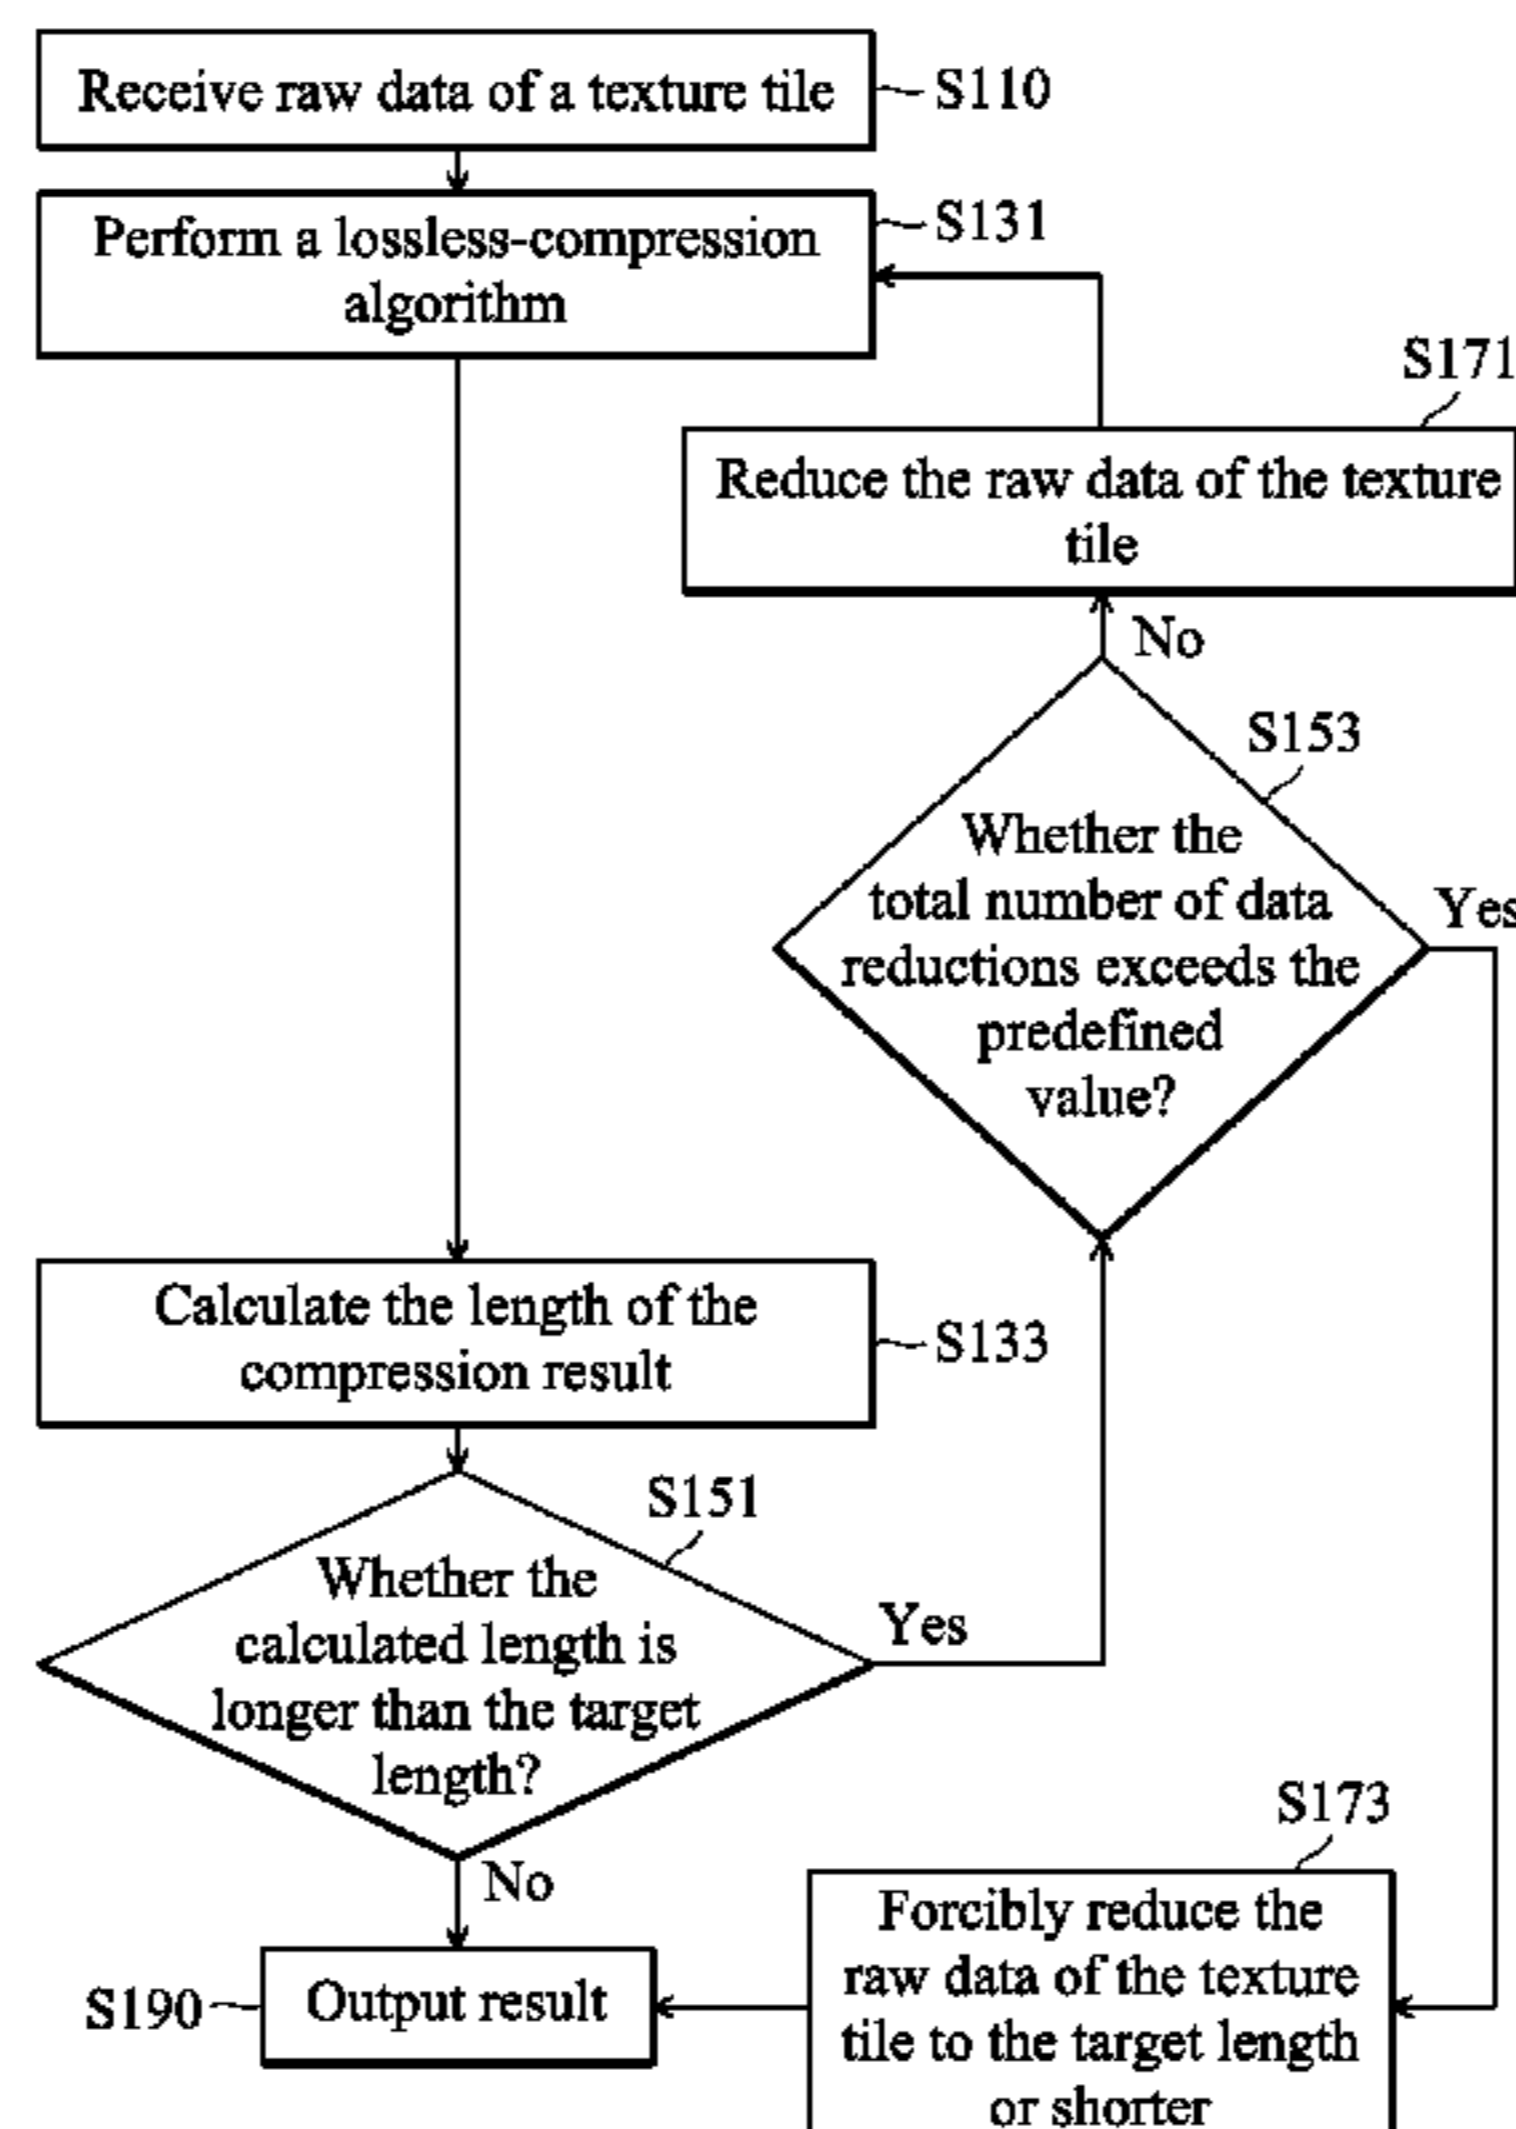 Receive raw data of a texture tile
S110
Perform a lossless-compression
algorithm
S131
S171
Reduce the raw data of the texture
tile
No
S153
Whether the
total number of data
reductions exceeds the
predefined
value?
Yes
Calculate the length of the
compression result
S133
S151
Whether the
calculated length is
longer than the target
length?
Yes
No
S173
Forcibly reduce the
raw data of the texture
tile to the target length
or shorter
S190
Output result